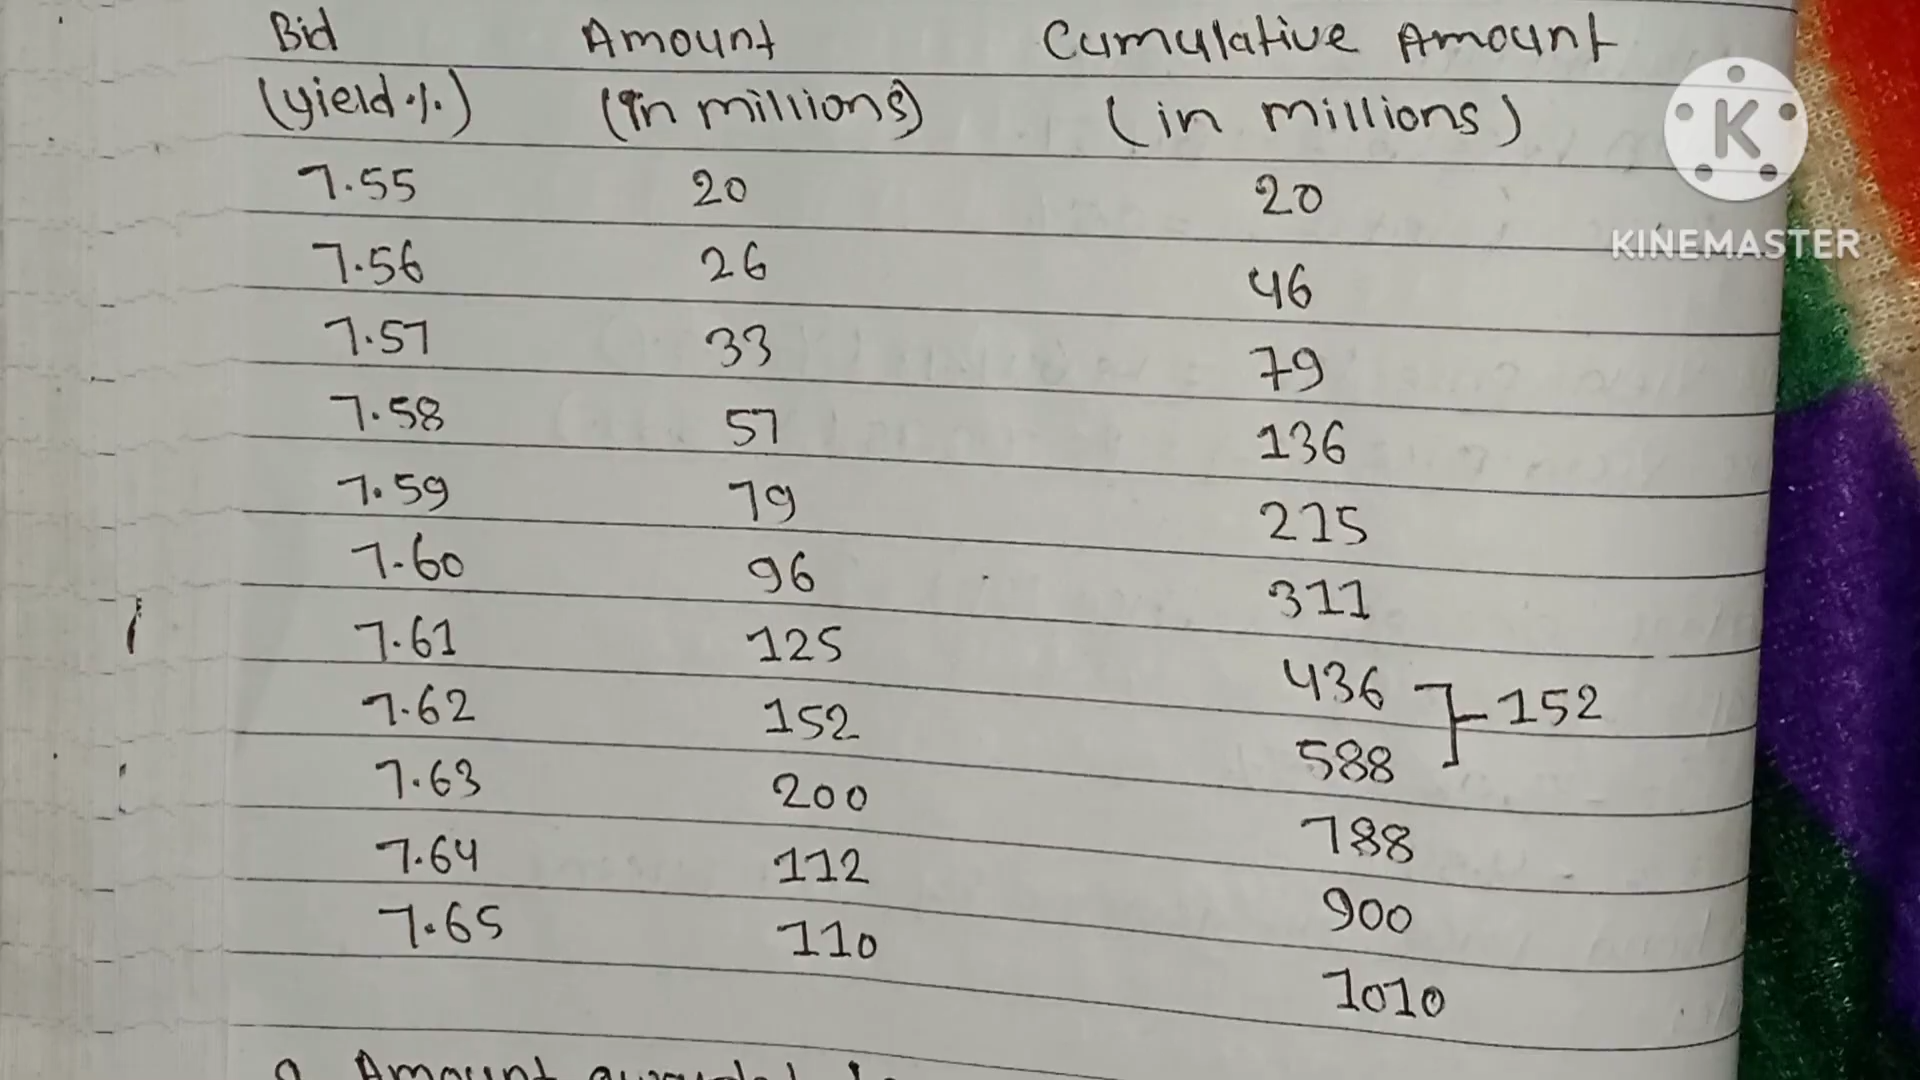 Bid Amount Cumulative Amount
(yield %) (in millions) (in millions)
7.55 20 20
7.56 26 46
7.57 33 79
7.58 57 136
7.59 79 215
7.60 96 311
7.61 125 436
7.62 152 588 152
7.63 200 788
7.64 112 900
7.65 110 1010
Amount awarded
K
KINEMASTER